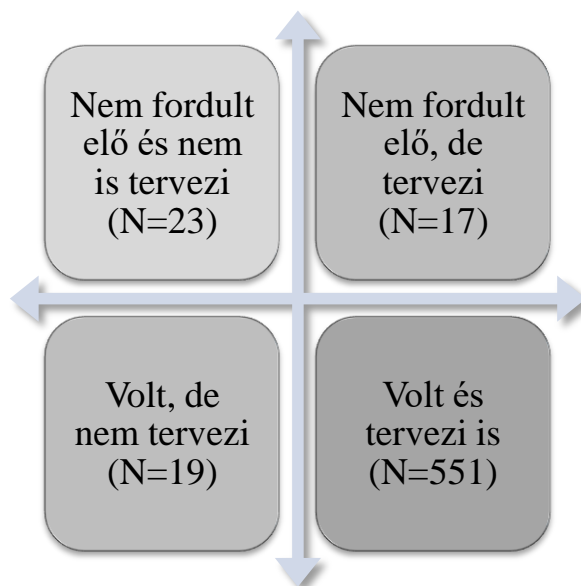 Nem fordult
elő és nem
is tervezi
(N=23)
Nem fordult
elő, de
tervezi
(N=17)
Volt, de
nem tervezi
(N=19)
Volt és
tervezi is
(N=551)